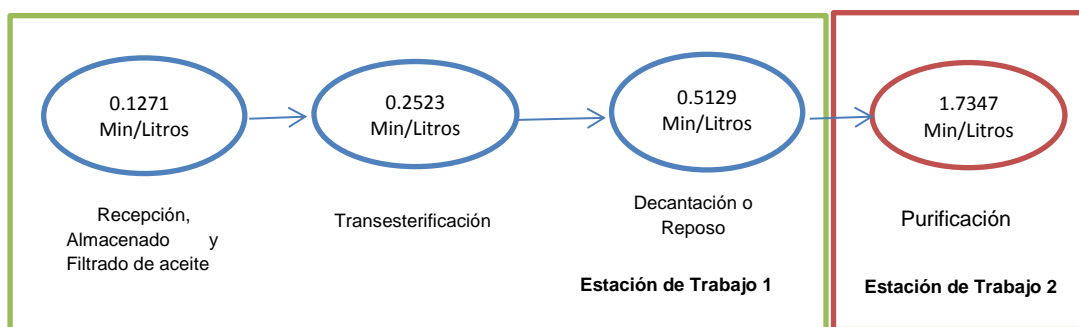 0.1271
Min/Litros
0.2523
Min/Litros
0.5129
Min/Litros
1.7347
Min/Litros
Recepción,
Almacenado y
Filtrado de aceite
Transesterificación
Decantación o
Reposo
Purificación
Estación de Trabajo 1
Estación de Trabajo 2